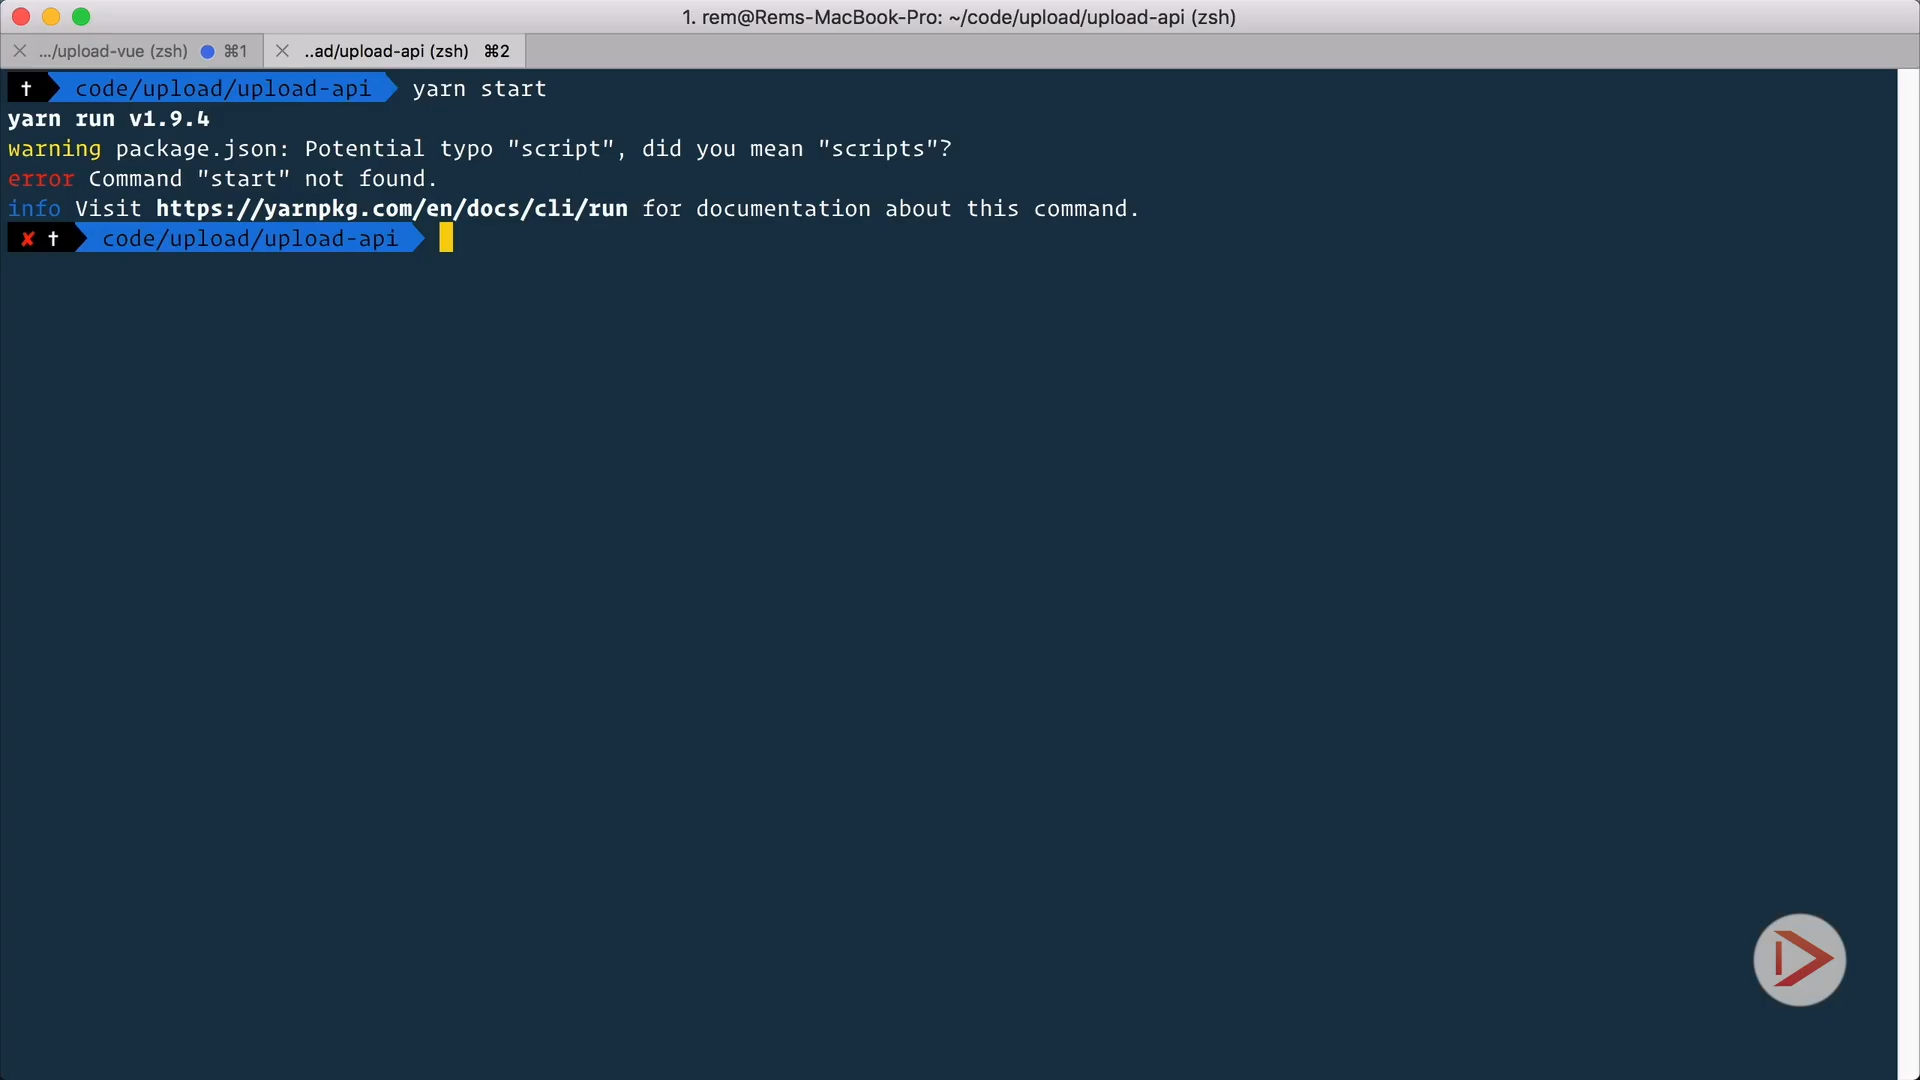 1. rem@Rems-MacBook-Pro: ~/code/upload/upload-api (zsh)
.../upload-vue (zsh) ⌘1 ..ad/upload-api (zsh) ⌘2
† code/upload/upload-api yarn start
yarn run v1.9.4
warning package.json: Potential typo "script", did you mean "scripts"?
error Command "start" not found.
info Visit https://yarnpkg.com/en/docs/cli/run for documentation about this command.
✘ † code/upload/upload-api